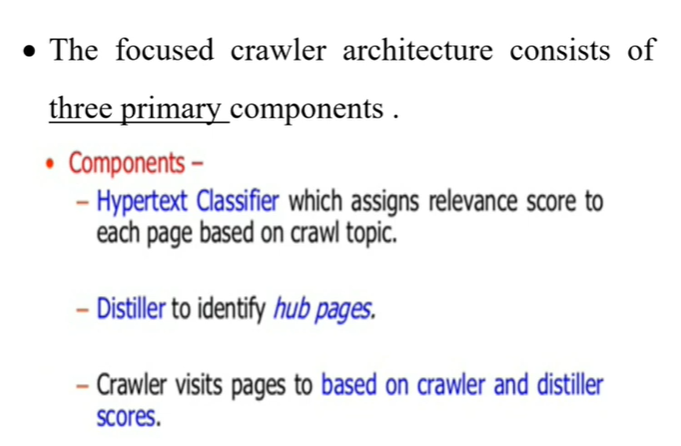 • The focused crawler architecture consists of
three primary components .
• Components –
– Hypertext Classifier which assigns relevance score to
each page based on crawl topic.
– Distiller to identify hub pages.
– Crawler visits pages to based on crawler and distiller
scores.